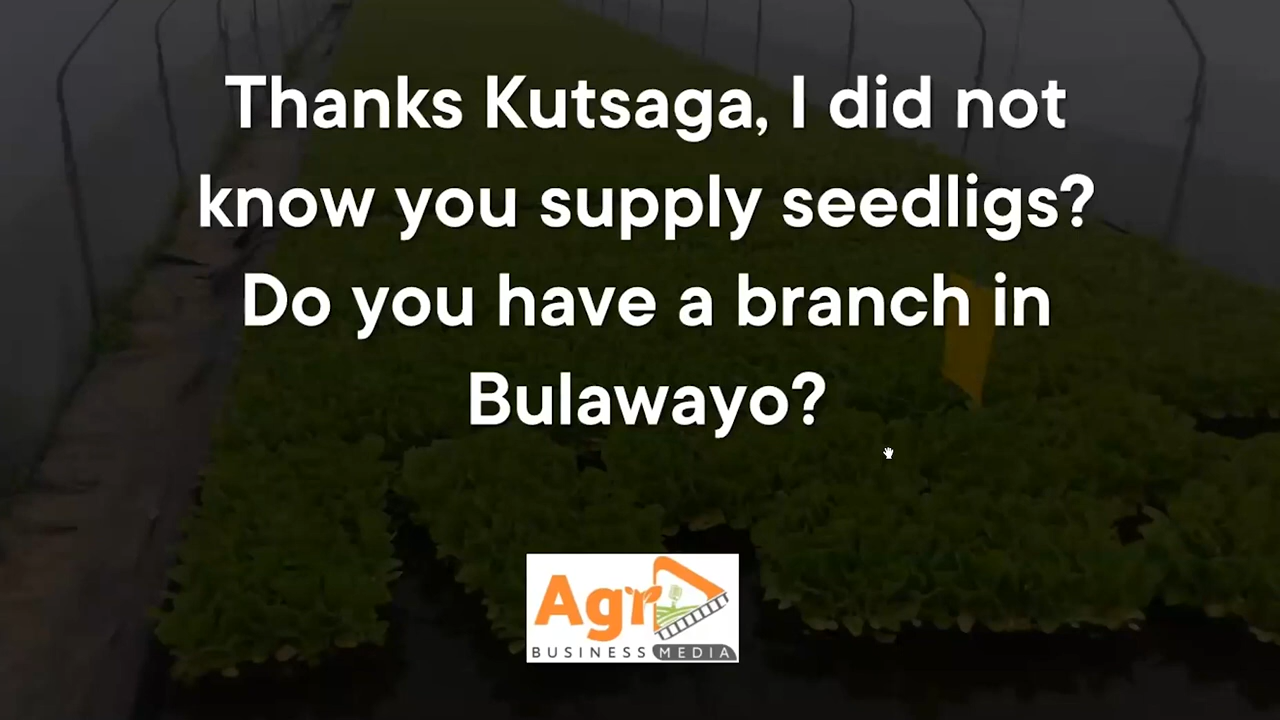 Thanks Kutsaga, I did not
know you supply seedligs?
Do you have a branch in
Bulawayo?
Agri
BUSINESS MEDIA